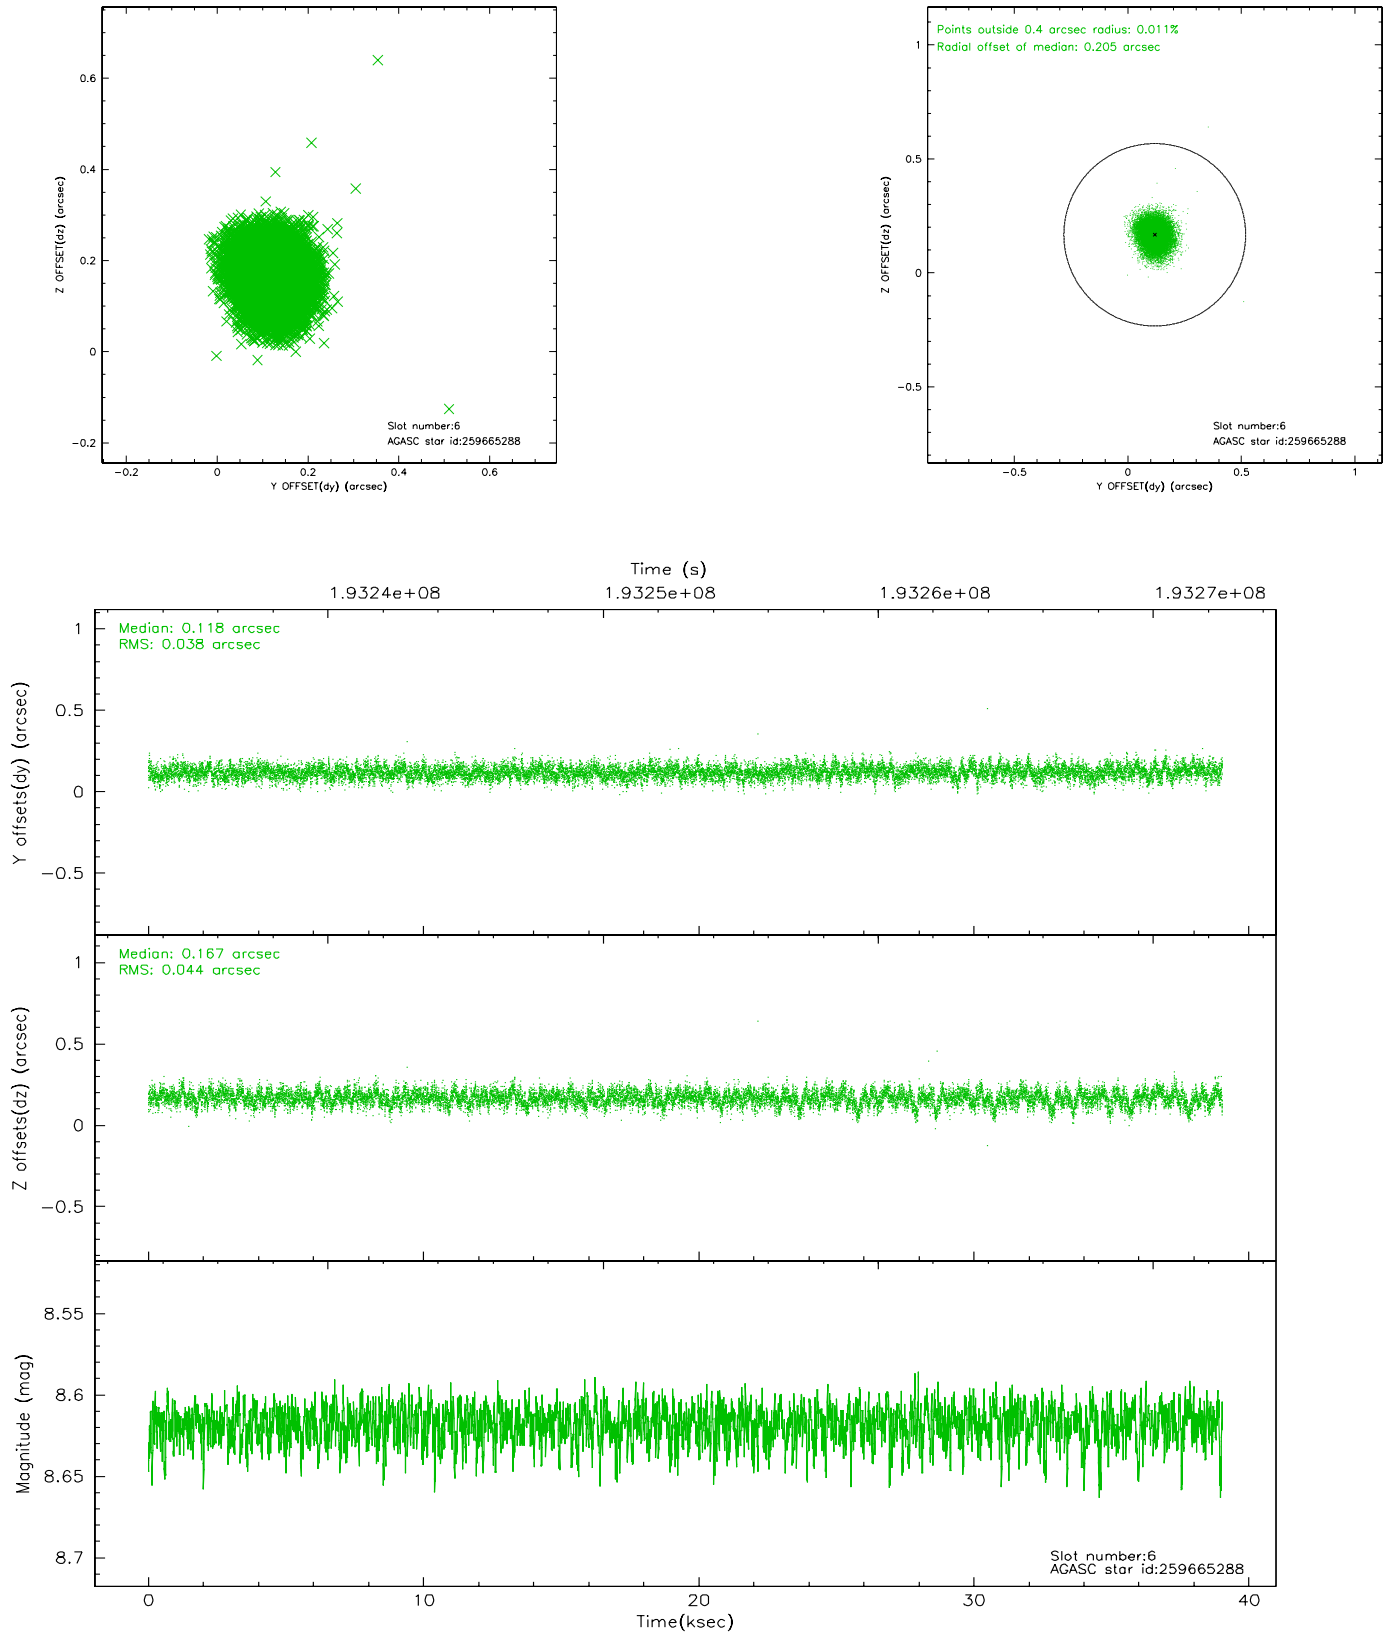 0.6
0.4
0.2
0
-0.2
Z OFFSET(dz) (arcsec)
Slot number:6
AGASC star id:259665288
-0.2 0 0.2 0.4 0.6
Y OFFSET(dy) (arcsec)
Points outside 0.4 arcsec radius: 0.011%
Radial offset of median: 0.205 arcsec
1
0.5
0
-0.5
Z OFFSET(dz) (arcsec)
Slot number:6
AGASC star id:259665288
-0.5 0 0.5 1
Y OFFSET(dy) (arcsec)
Time (s)
1.9324e+08 1.9325e+08 1.9326e+08 1.9327e+08
Median: 0.118 arcsec
RMS: 0.038 arcsec
1
0.5
0
-0.5
Y offsets(dy) (arcsec)
Median: 0.167 arcsec
RMS: 0.044 arcsec
1
0.5
0
-0.5
Z offsets(dz) (arcsec)
8.55
8.6
8.65
8.7
Magnitude (mag)
Slot number:6
AGASC star id:259665288
0 10 20 30 40
Time(ksec)